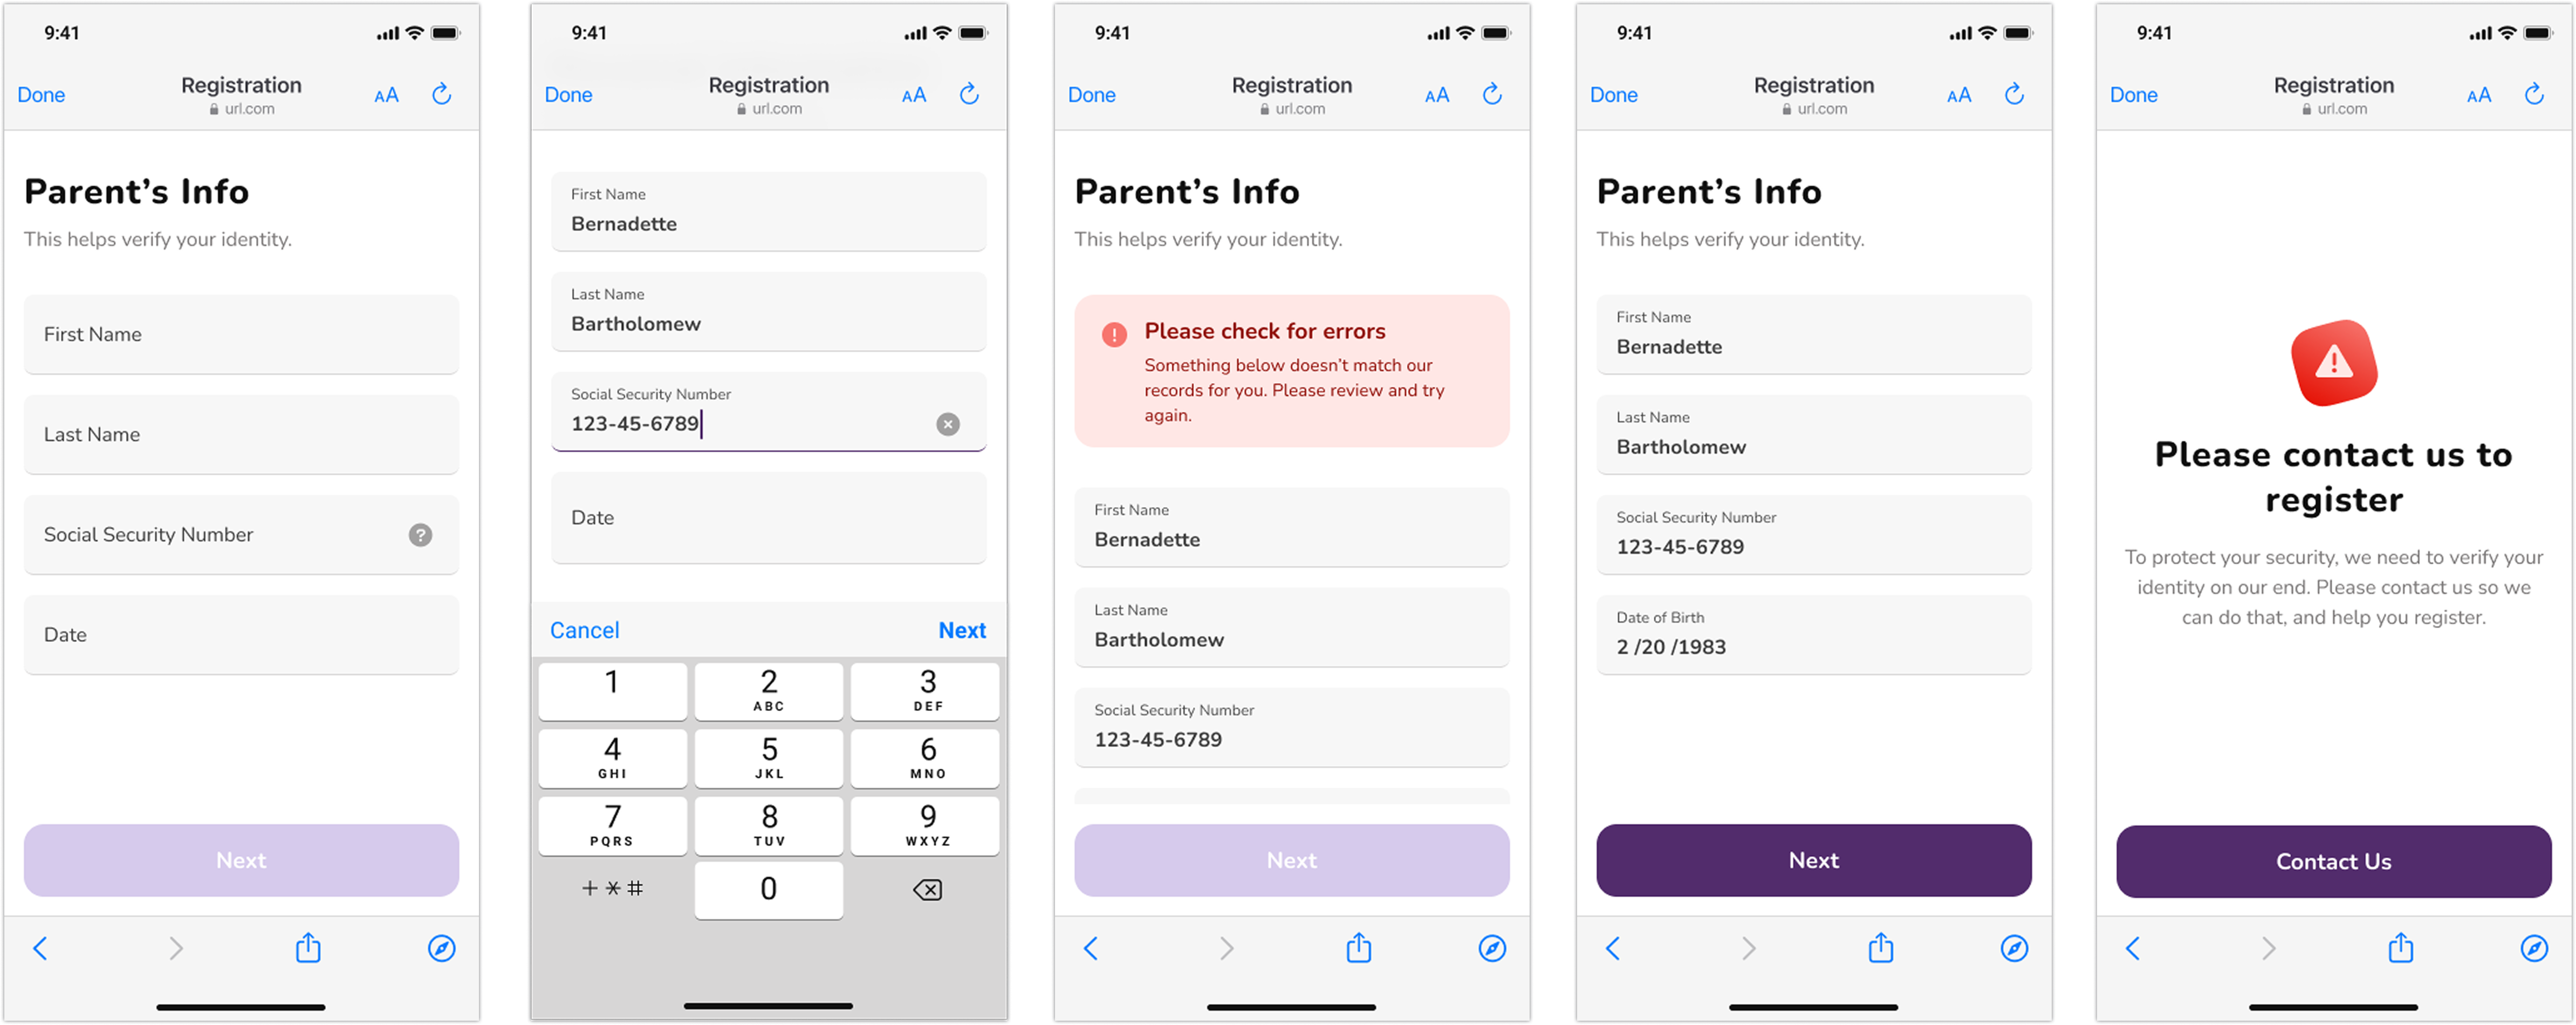 9:41
Done
Registration
url.com
AA
Parent’s Info
This helps verify your identity.
First Name
Last Name
Social Security Number
?
Date
Next
9:41
Done
Registration
url.com
AA
First Name
Bernadette
Last Name
Bartholomew
Social Security Number
123-45-6789
Date
Cancel Next
1 2 3
ABC DEF
4 5 6
GHI JKL MNO
7 8 9
PQRS TUV WXYZ
+*# 0
9:41
Done
Registration
url.com
AA
Parent’s Info
This helps verify your identity.
Please check for errors
Something below doesn’t match our
records for you. Please review and try
again.
First Name
Bernadette
Last Name
Bartholomew
Social Security Number
123-45-6789
Next
9:41
Done
Registration
url.com
AA
Parent’s Info
This helps verify your identity.
First Name
Bernadette
Last Name
Bartholomew
Social Security Number
123-45-6789
Date of Birth
2 /20 /1983
Next
9:41
Done
Registration
url.com
AA
Please contact us to
register
To protect your security, we need to verify your
identity on our end. Please contact us so we
can do that, and help you register.
Contact Us